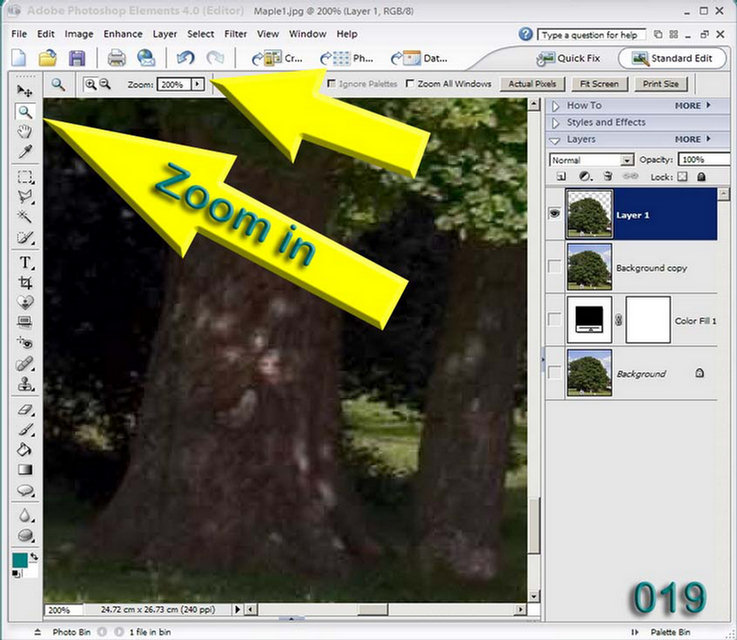 Adobe Photoshop Elements 4.0 (Editor) Maple1.jpg @ 200% (Layer 1, RGB/8)
File Edit Image Enhance Layer Select Filter View Window Help Type a question for help
Cr... Ph... Dat... Quick Fix Standard Edit
Zoom: 200% Ignore Palettes Zoom All Windows Actual Pixels Fit Screen Print Size
How To MORE
Styles and Effects
Layers MORE
Normal Opacity: 100%
Lock:
Zoom in
Layer 1
Background copy
Color Fill 1
Background
T
019
200% 24.72 cm x 26.73 cm (240 ppi)
Photo Bin 1 file in bin Palette Bin